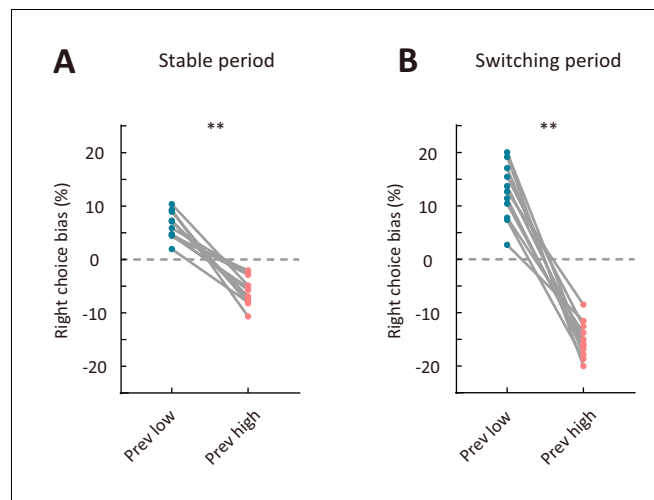 A
Stable period
**
Right choice bias (%)
20
10
0
-10
-20
Prev low
Prev high
B
Switching period
**
Right choice bias (%)
20
10
0
-10
-20
Prev low
Prev high